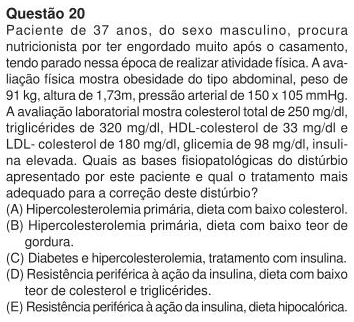 Questão 20
Paciente de 37 anos, do sexo masculino, procura
nutricionista por ter engordado muito após o casamento,
tendo parado nessa época de realizar atividade física. A ava-
liação física mostra obesidade do tipo abdominal, peso de
91 kg, altura de 1,73m, pressão arterial de 150 x 105 mmHg.
A avaliação laboratorial mostra colesterol total de 250 mg/dl,
triglicérides de 320 mg/dl, HDL-colesterol de 33 mg/dl e
LDL- colesterol de 180 mg/dl, glicemia de 98 mg/dl, insuli-
na elevada. Quais as bases fisiopatológicas do distúrbio
apresentado por este paciente e qual o tratamento mais
adequado para a correção deste distúrbio?
(A) Hipercolesterolemia primária, dieta com baixo colesterol.
(B) Hipercolesterolemia primária, dieta com baixo teor de
gordura.
(C) Diabetes e hipercolesterolemia, tratamento com insulina.
(D) Resistência periférica à ação da insulina, dieta com baixo
teor de colesterol e triglicérides.
(E) Resistência periférica à ação da insulina, dieta hipocalórica.